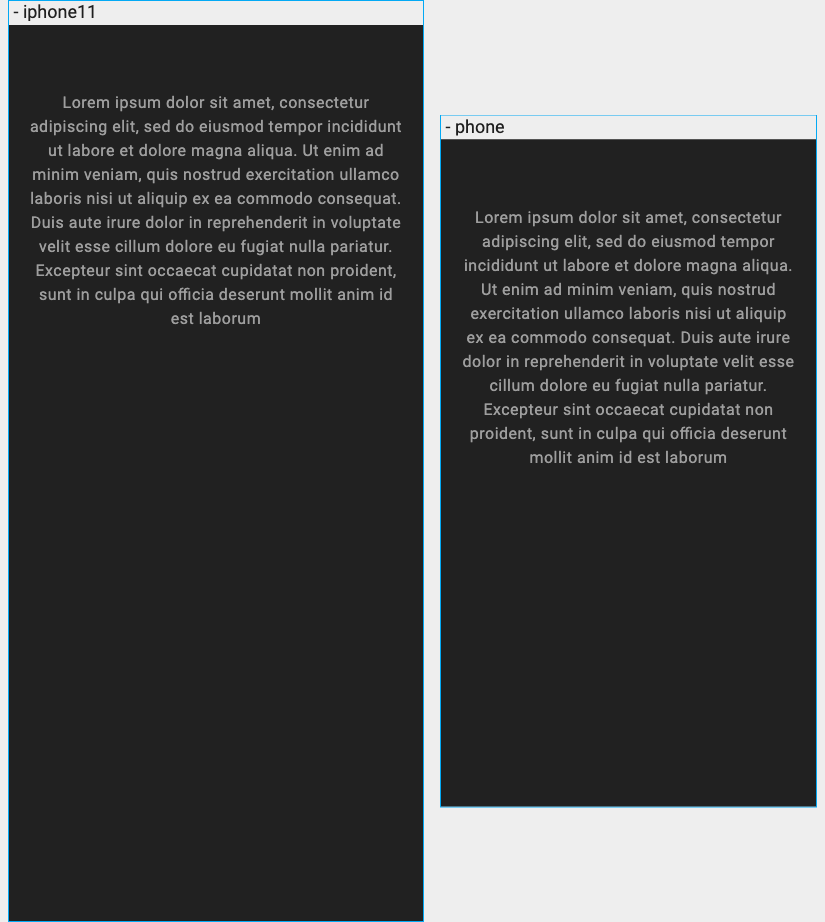 - iphone11
Lorem ipsum dolor sit amet, consectetur
adipiscing elit, sed do eiusmod tempor incididunt
ut labore et dolore magna aliqua. Ut enim ad
minim veniam, quis nostrud exercitation ullamco
laboris nisi ut aliquip ex ea commodo consequat.
Duis aute irure dolor in reprehenderit in voluptate
velit esse cillum dolore eu fugiat nulla pariatur.
Excepteur sint occaecat cupidatat non proident,
sunt in culpa qui officia deserunt mollit anim id
est laborum
- phone
Lorem ipsum dolor sit amet, consectetur
adipiscing elit, sed do eiusmod tempor
incididunt ut labore et dolore magna aliqua.
Ut enim ad minim veniam, quis nostrud
exercitation ullamco laboris nisi ut aliquip
ex ea commodo consequat. Duis aute irure
dolor in reprehenderit in voluptate velit esse
cillum dolore eu fugiat nulla pariatur.
Excepteur sint occaecat cupidatat non
proident, sunt in culpa qui officia deserunt
mollit anim id est laborum